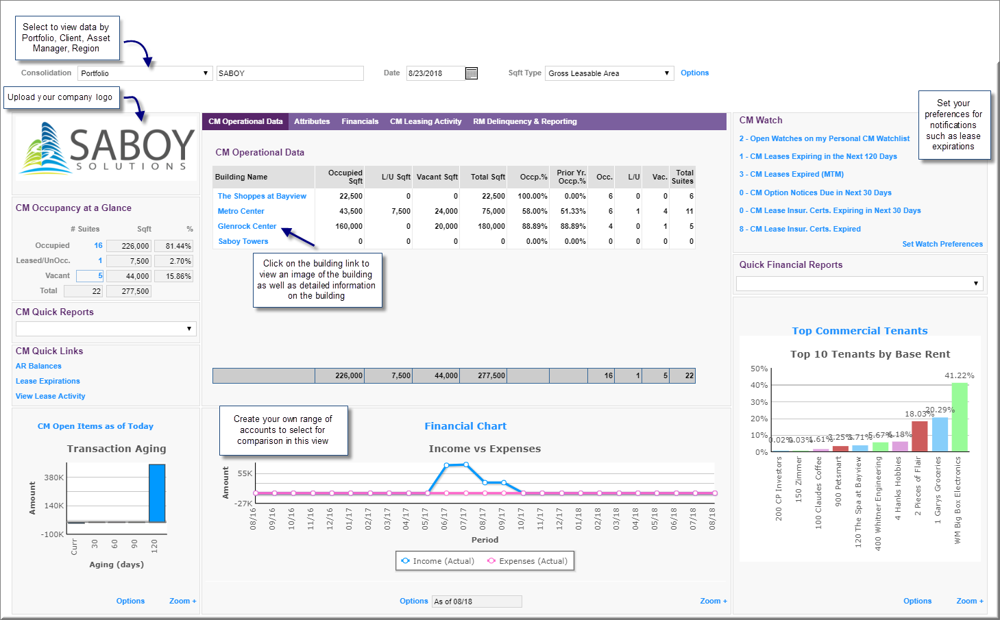 Select to view data by
Portfolio, Client, Asset
Manager, Region
Consolidation Portfolio SABOY Date 8/23/2018 Sqft Type Gross Leasable Area Options
Upload your company logo
Set your
preferences for
notifications
such as lease
expirations
SABOY
SOLUTIONS
CM Occupancy at a Glance
# Suites Sqft %
Occupied 16 226,000 81.44%
Leased/UnOcc. 1 7,500 2.70%
Vacant 5 44,000 15.86%
Total 22 277,500
CM Quick Reports
CM Quick Links
AR Balances
Lease Expirations
View Lease Activity
CM Open Items as of Today
Transaction Aging
Amount
380K
140K
-100K
Curr 30 60 90 120
Aging (days)
Options Zoom +
CM Operational Data Attributes Financials CM Leasing Activity RM Delinquency & Reporting
CM Operational Data
Building Name Occupied Sqft L/U Sqft Vacant Sqft Total Sqft Occp.% Prior Yr. Occp.% Occ. L/U Vac. Total Suites
The Shoppes at Bayview 22,500 0 0 22,500 100.00% 0.00% 6 0 0 6
Metro Center 43,500 7,500 24,000 75,000 58.00% 51.33% 6 1 4 11
Glenrock Center 160,000 0 20,000 180,000 88.89% 88.89% 4 0 1 5
Saboy Towers 0 0 0 0 0.00% 0.00% 0 0 0 0
Click on the building link to
view an image of the building
as well as detailed information
on the building
226,000 7,500 44,000 277,500 16 1 5 22
Create your own range of
accounts to select for
comparison in this view
Financial Chart
Income vs Expenses
Amount
55K
-27K
08/16 09/16 10/16 11/16 12/16 01/17 02/17 03/17 04/17 05/17 06/17 07/17 08/17 09/17 10/17 11/17 12/17 01/18 02/18 03/18 04/18 05/18 06/18 07/18 08/18
Period
Income (Actual) Expenses (Actual)
Options As of 08/18 Zoom +
CM Watch
2 - Open Watches on my Personal CM Watchlist
1 - CM Leases Expiring in the Next 120 Days
3 - CM Leases Expired (MTM)
0 - CM Option Notices Due in Next 30 Days
0 - CM Lease Insur. Certs. Expiring in Next 30 Days
8 - CM Lease Insur. Certs. Expired
Set Watch Preferences
Quick Financial Reports
Top Commercial Tenants
Top 10 Tenants by Base Rent
50%
40%
30%
20%
10%
0%
0.02% 0.03% 1.61% 3.25% 3.71% 5.67% 6.18% 18.03% 20.29% 41.22%
200 CP Investors
150 Zimmer
100 Claudes Coffee
900 Petsmart
120 The Spa at Bayview
400 Whitner Engineering
4 Hanks Hobbies
2 Pieces of Flair
1 Garys Groceries
WM Big Box Electronics
Options Zoom +